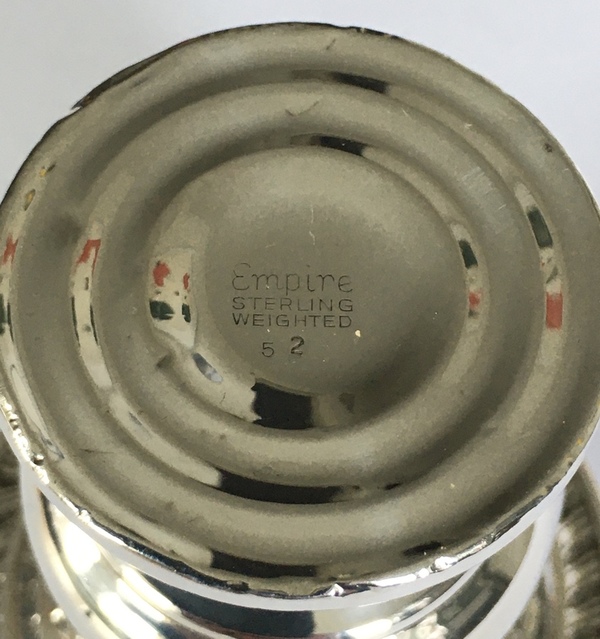 Empire
STERLING
WEIGHTED
5 2